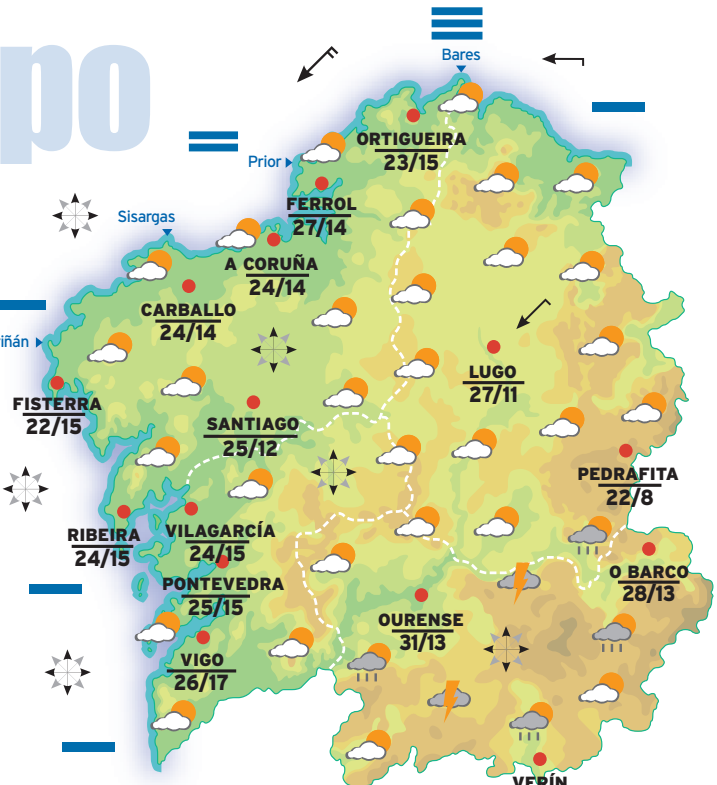 po
Bares
ORTIGUEIRA
23/15
Prior
FERROL
27/14
Sisargas
A CORUÑA
24/14
CARBALLO
24/14
iñán
LUGO
27/11
FISTERRA
22/15
SANTIAGO
25/12
PEDRAFITA
22/8
RIBEIRA
24/15
VILAGARCÍA
24/15
O BARCO
28/13
PONTEVEDRA
25/15
OURENSE
31/13
VIGO
26/17
VERÍN